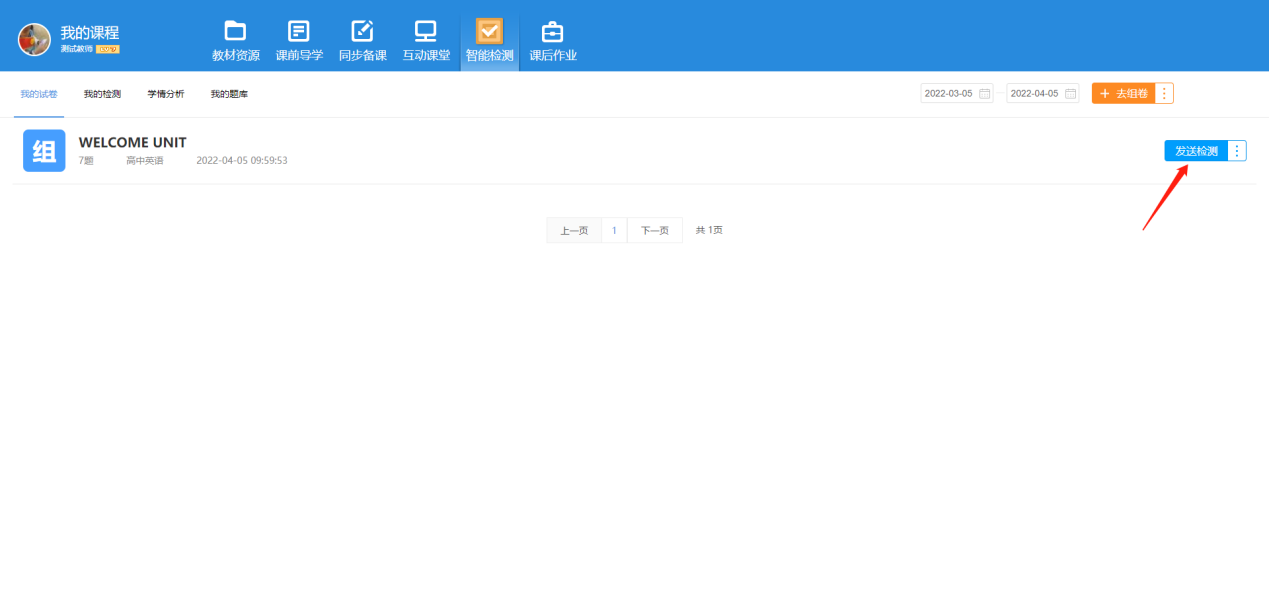 我的课程
测试教师
教材资源 课前导学 同步备课 互动课堂 智能检测 课后作业
我的试卷 我的检测 学情分析 我的题库 2022-03-05 2022-04-05 + 去组卷
组
WELCOME UNIT
7题 高中英语 2022-04-05 09:59:53
发送检测
上一页 1 下一页 共 1页